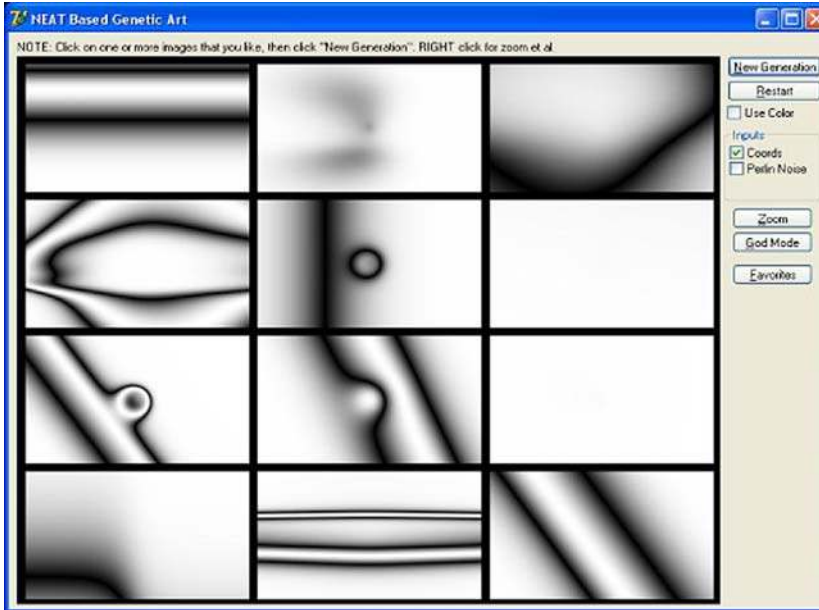 NEAT Based Genetic Art
NOTE: Click on one or more images that you like, then click "New Generation". RIGHT click for zoom et al
New Generation
Restart
Use Color
Inputs
Coords
Perlin Noise
Zoom
God Mode
Favorites